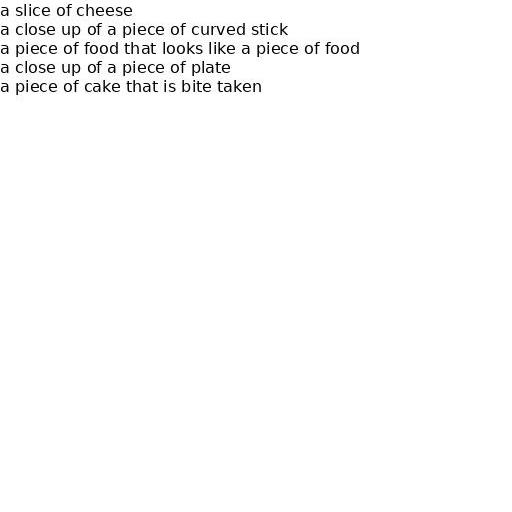 a slice of cheese
a close up of a piece of curved stick
a piece of food that looks like a piece of food
a close up of a piece of plate
a piece of cake that is bite taken